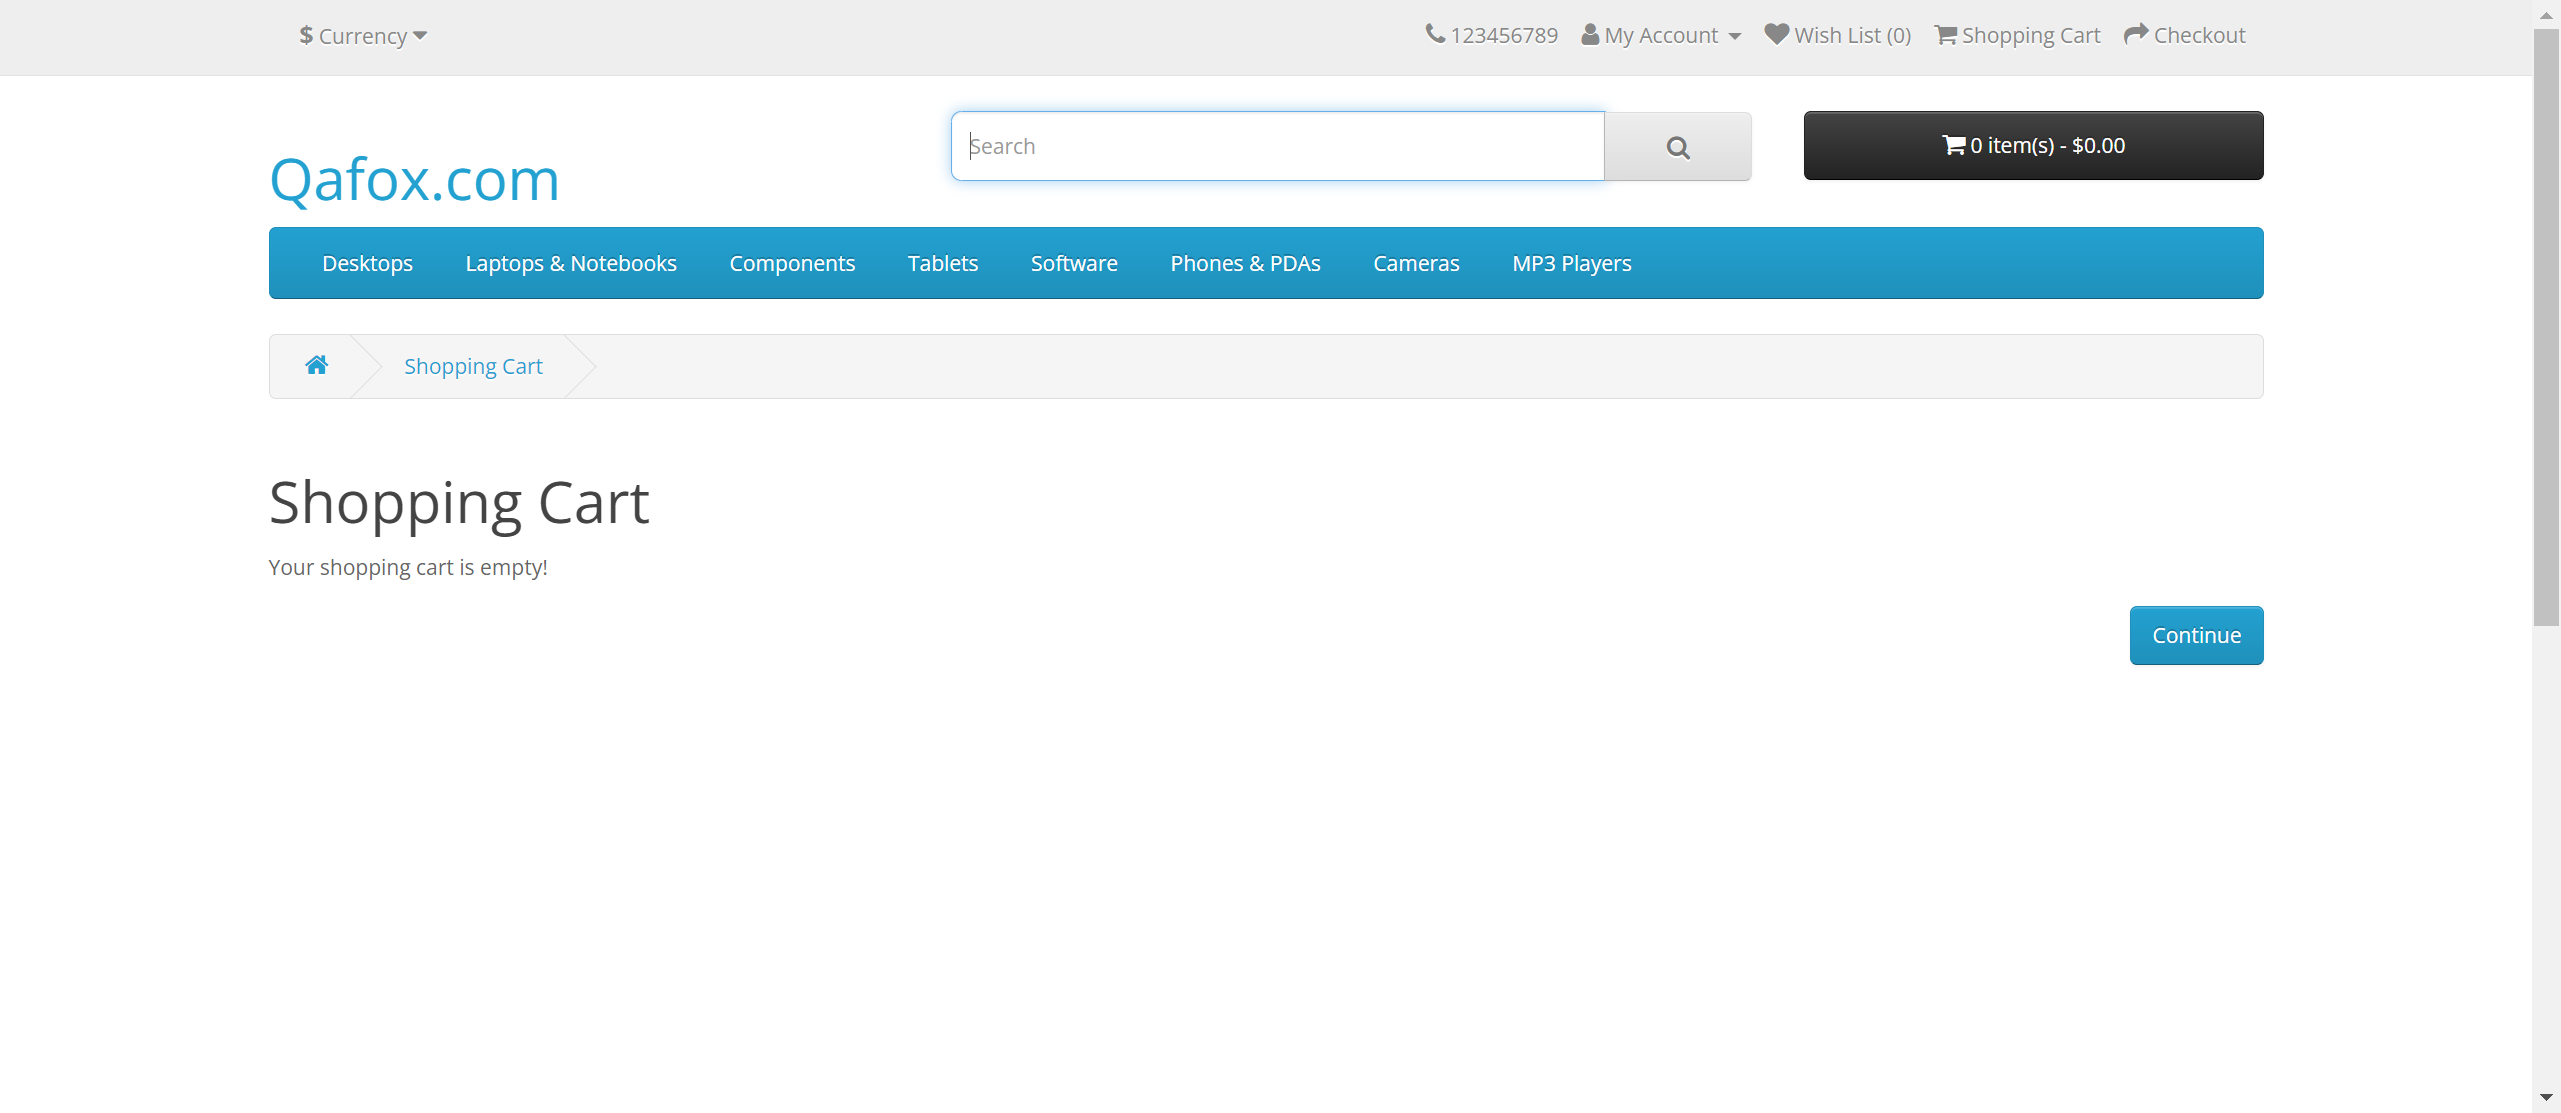 $ Currency
123456789 My Account Wish List (0) Shopping Cart Checkout
Search
0 item(s) - $0.00
Qafox.com
Desktops Laptops & Notebooks Components Tablets Software Phones & PDAs Cameras MP3 Players
Shopping Cart
Shopping Cart
Your shopping cart is empty!
Continue